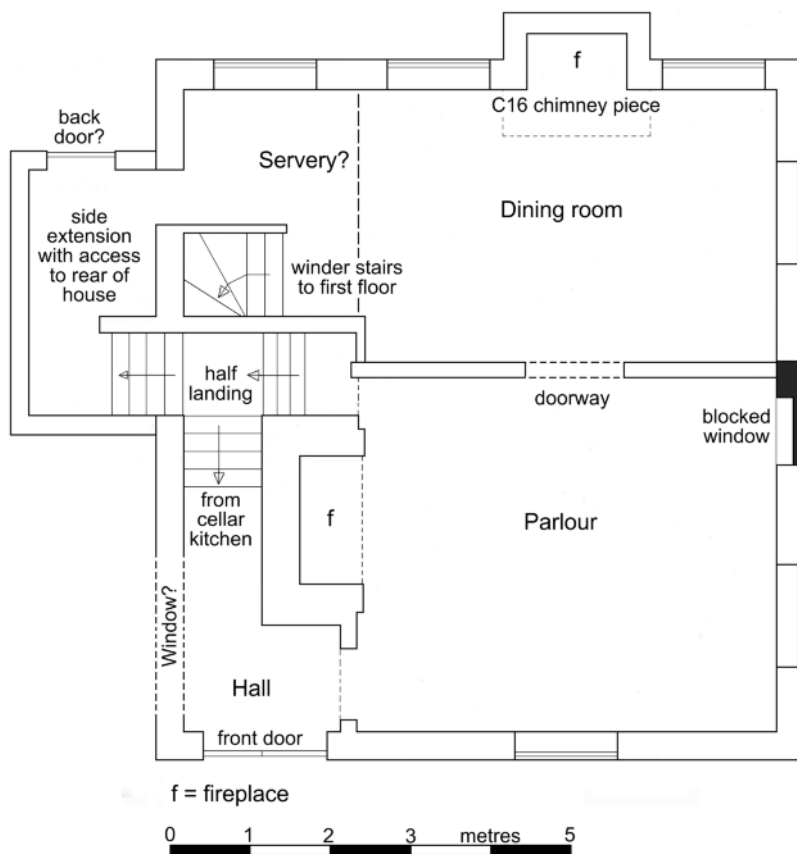 f
C16 chimney piece
back
door?
Servery?
Dining room
side
extension
with access
to rear of
house
winder stairs
to first floor
half
landing
doorway
blocked
window
from
cellar
kitchen
f
Parlour
Window?
Hall
front door
f = fireplace
0 1 2 3 metres 5